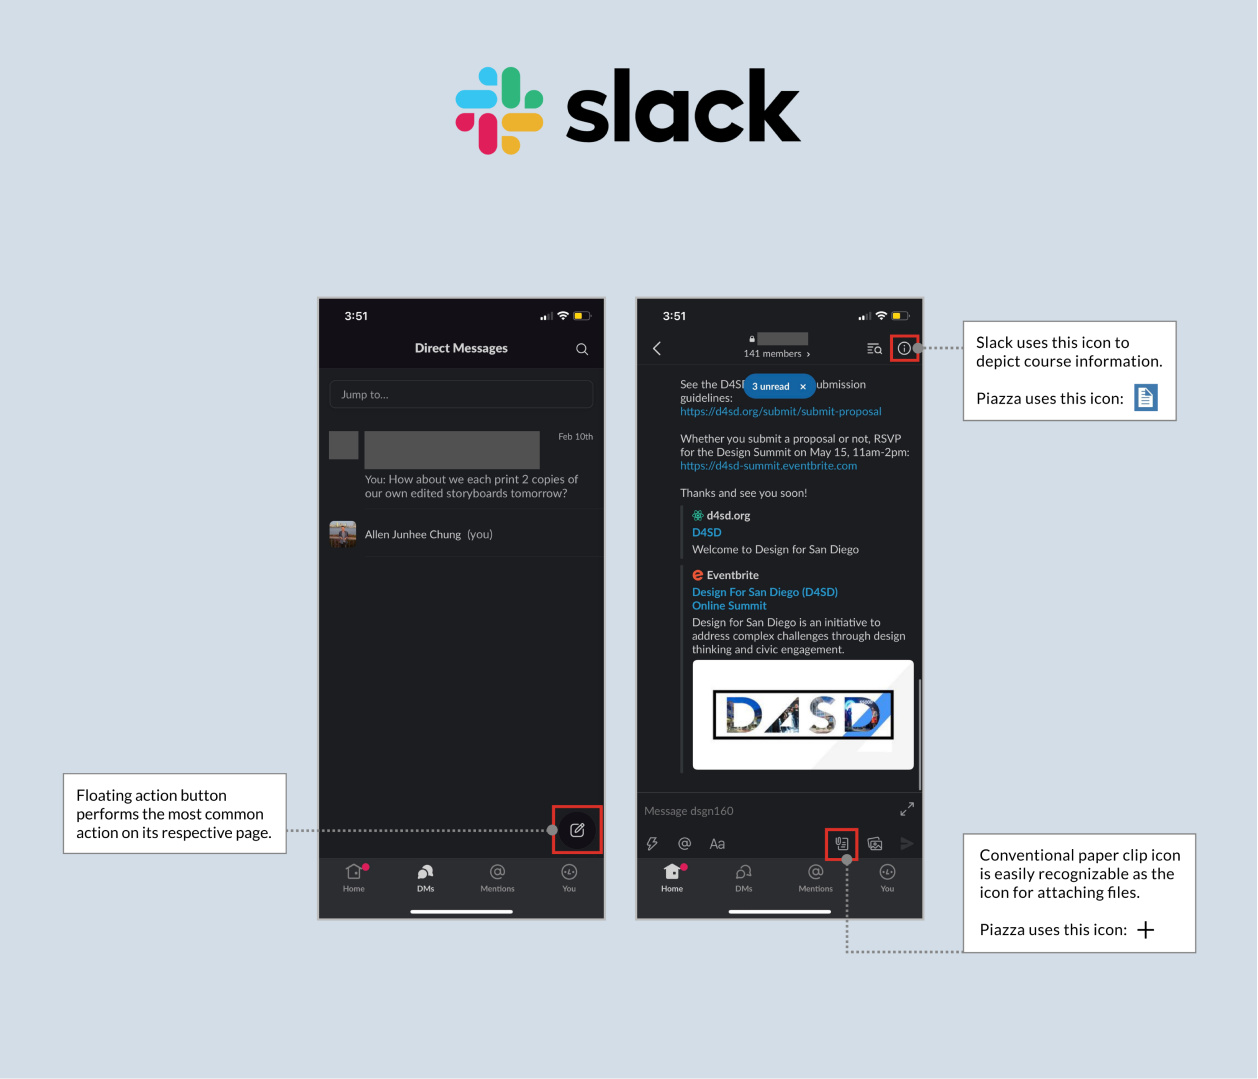 slack
3:51
Direct Messages
Jump to...
Feb 10th
You: How about we each print 2 copies of
our own edited storyboards tomorrow?
Allen Junhee Chung (you)
Home
DMs
Mentions
You
Floating action button
performs the most common
action on its respective page.
3:51
141 members ›
3 unread ×
See the D4S ubmission
guidelines:
https://d4sd.org/submit/submit-proposal
Whether you submit a proposal or not, RSVP
for the Design Summit on May 15, 11am-2pm:
https://d4sd-summit.eventbrite.com
Thanks and see you soon!
d4sd.org
D4SD
Welcome to Design for San Diego
Eventbrite
Design For San Diego (D4SD)
Online Summit
Design for San Diego is an initiative to
address complex challenges through design
thinking and civic engagement.
D4SD
Message dsgn160
@ Aa
Home
DMs
Mentions
You
Slack uses this icon to
depict course information.
Piazza uses this icon:
Conventional paper clip icon
is easily recognizable as the
icon for attaching files.
Piazza uses this icon: +